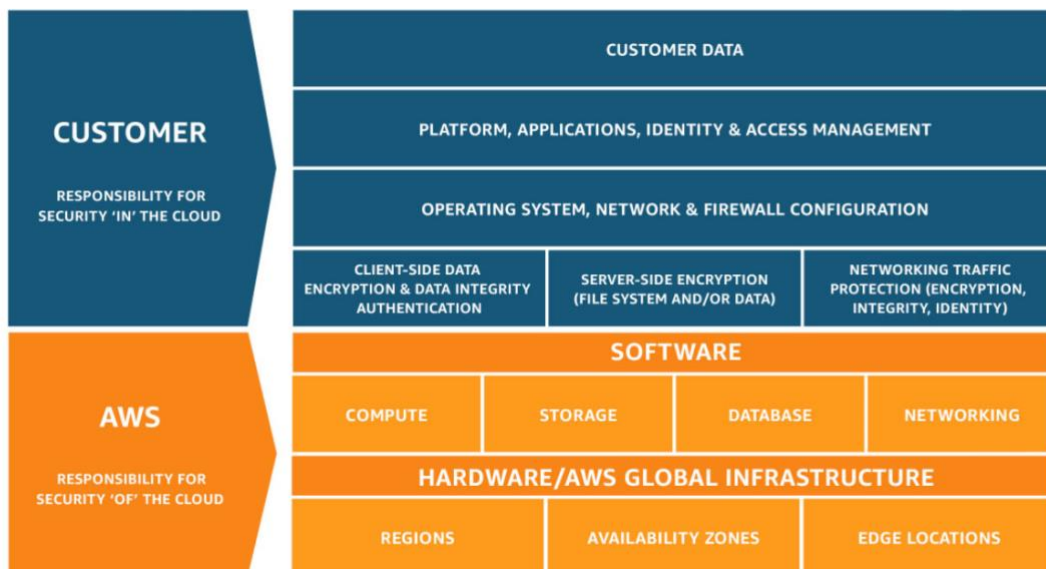 CUSTOMER
RESPONSIBILITY FOR
SECURITY ‘IN’ THE CLOUD
CUSTOMER DATA
PLATFORM, APPLICATIONS, IDENTITY & ACCESS MANAGEMENT
OPERATING SYSTEM, NETWORK & FIREWALL CONFIGURATION
CLIENT-SIDE DATA
ENCRYPTION & DATA INTEGRITY
AUTHENTICATION
SERVER-SIDE ENCRYPTION
(FILE SYSTEM AND/OR DATA)
NETWORKING TRAFFIC
PROTECTION (ENCRYPTION,
INTEGRITY, IDENTITY)
AWS
RESPONSIBILITY FOR
SECURITY ‘OF’ THE CLOUD
SOFTWARE
COMPUTE
STORAGE
DATABASE
NETWORKING
HARDWARE/AWS GLOBAL INFRASTRUCTURE
REGIONS
AVAILABILITY ZONES
EDGE LOCATIONS